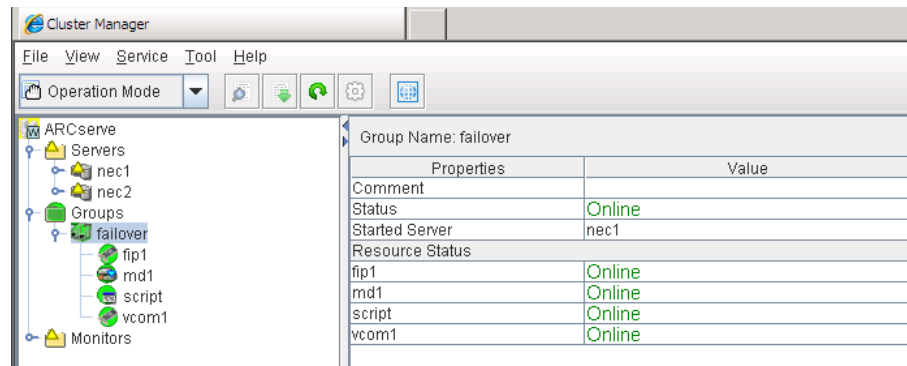 Cluster Manager
File View Service Tool Help
Operation Mode
ARCserve
Servers
nec1
nec2
Groups
failover
fip1
md1
script
vcom1
Monitors
Group Name: failover
Properties Value
Comment
Status Online
Started Server nec1
Resource Status
fip1 Online
md1 Online
script Online
vcom1 Online